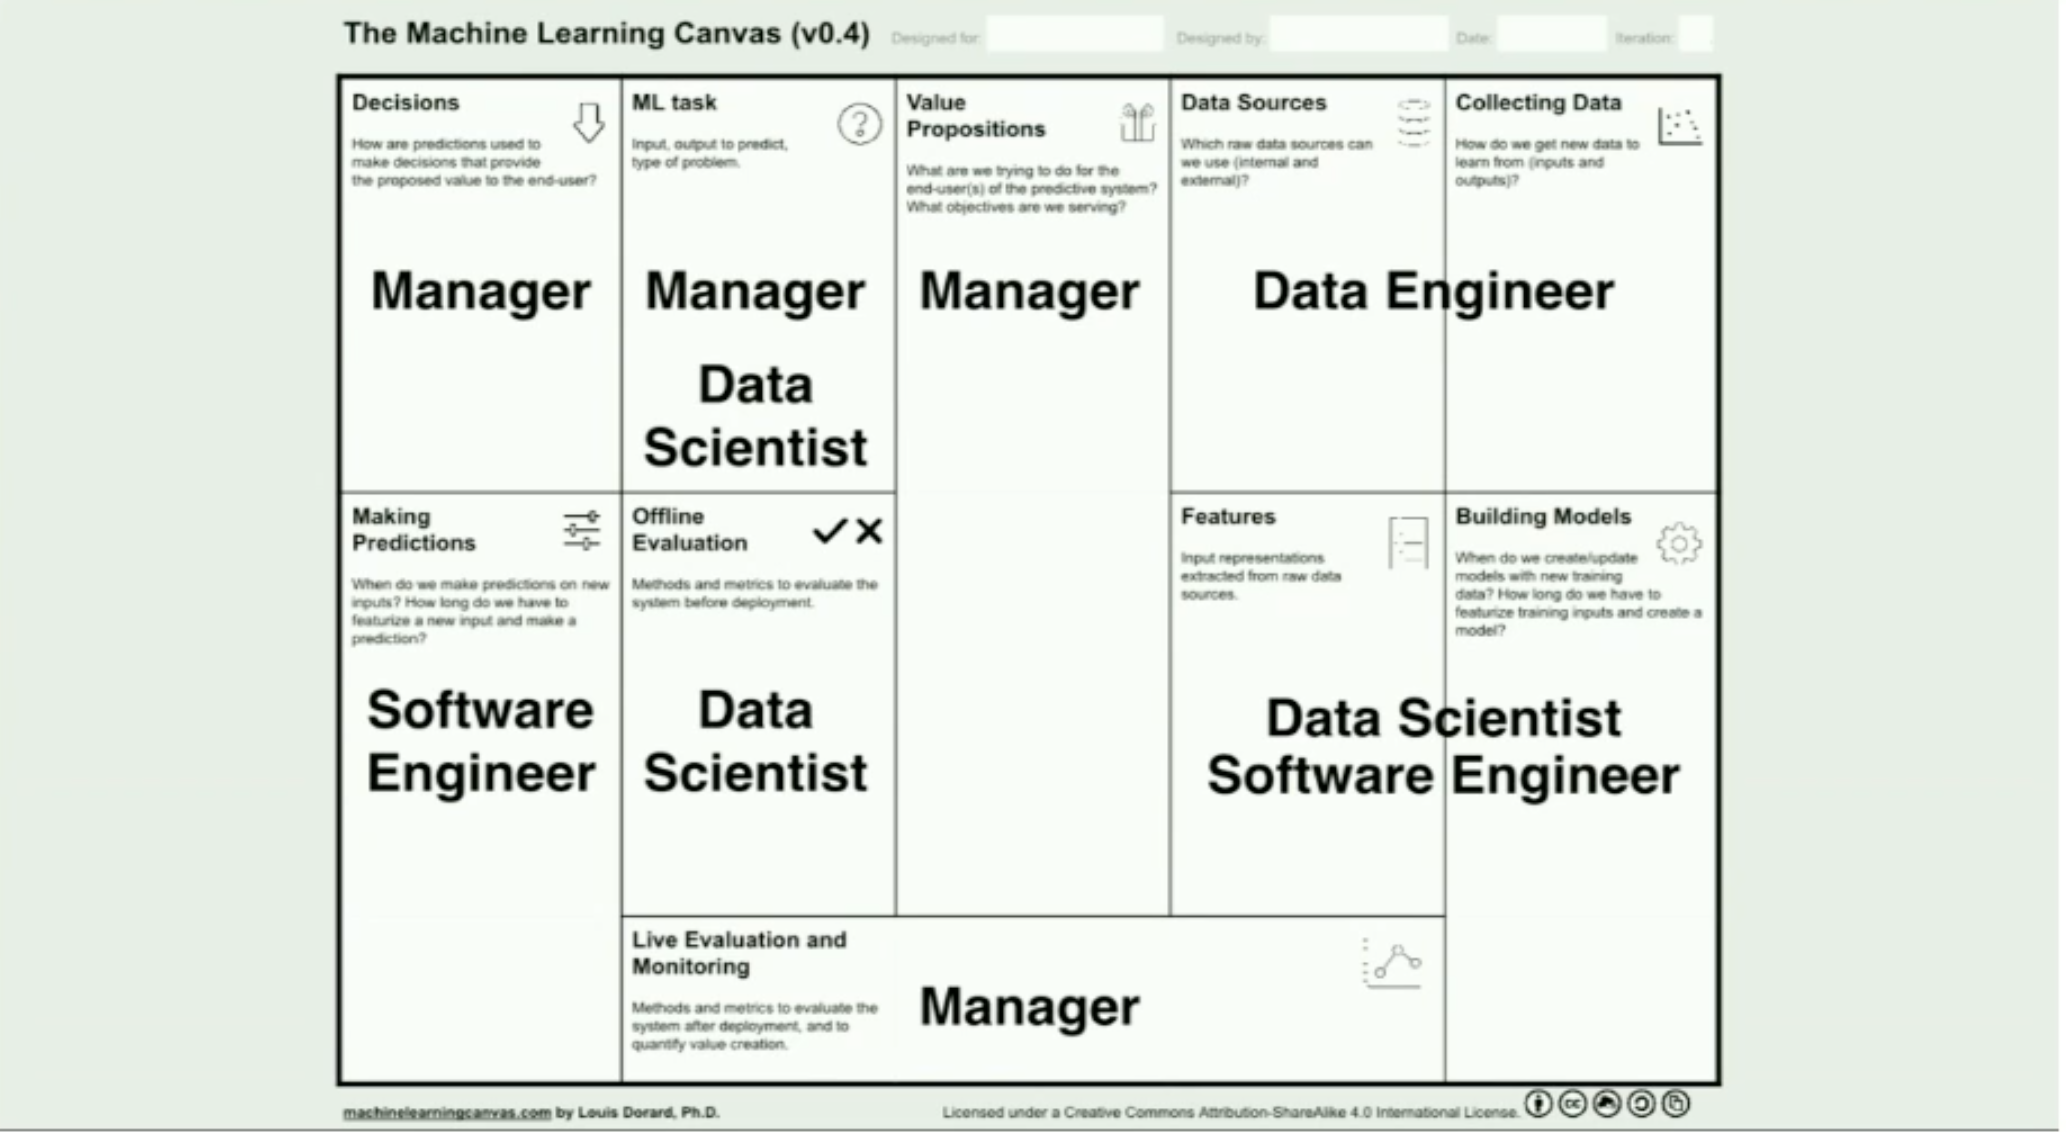 The Machine Learning Canvas (v0.4)
Designed for:
Designed by:
Date:
Iteration:
Decisions
How are predictions used to
make decisions that provide
the proposed value to the end-user?
Manager
ML task
Input, output to predict,
type of problem.
Manager
Data
Scientist
Value
Propositions
What are we trying to do for the
end-user(s) of the predictive system?
What objectives are we serving?
Manager
Data Sources
Which raw data sources can
we use (internal and
external)?
Collecting Data
How do we get new data to
learn from (inputs and
outputs)?
Data Engineer
Making
Predictions
When do we make predictions on new
inputs? How long do we have to
featurize a new input and make a
prediction?
Software
Engineer
Offline
Evaluation
Methods and metrics to evaluate the
system before deployment.
Data
Scientist
Features
Input representations
extracted from raw data
sources.
Building Models
When do we create/update
models with new training
data? How long do we have to
featurize training inputs and create a
model?
Data Scientist
Software Engineer
Live Evaluation and
Monitoring
Methods and metrics to evaluate the
system after deployment, and to
quantify value creation.
Manager
machinelearningcanvas.com by Louis Dorard, Ph.D.
Licensed under a Creative Commons Attribution-ShareAlike 4.0 International License.